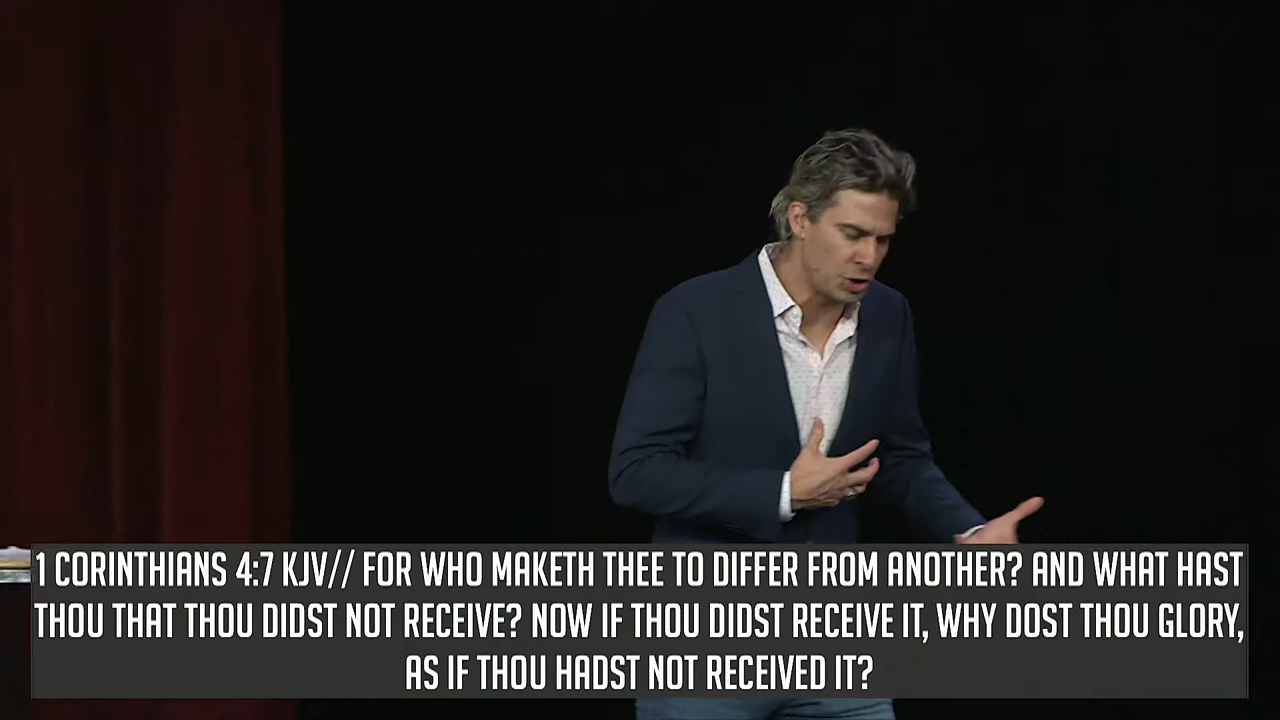 1 CORINTHIANS 4:7 KJV// FOR WHO MAKETH THEE TO DIFFER FROM ANOTHER? AND WHAT HAST
THOU THAT THOU DIDST NOT RECEIVE? NOW IF THOU DIDST RECEIVE IT, WHY DOST THOU GLORY,
AS IF THOU HADST NOT RECEIVED IT?